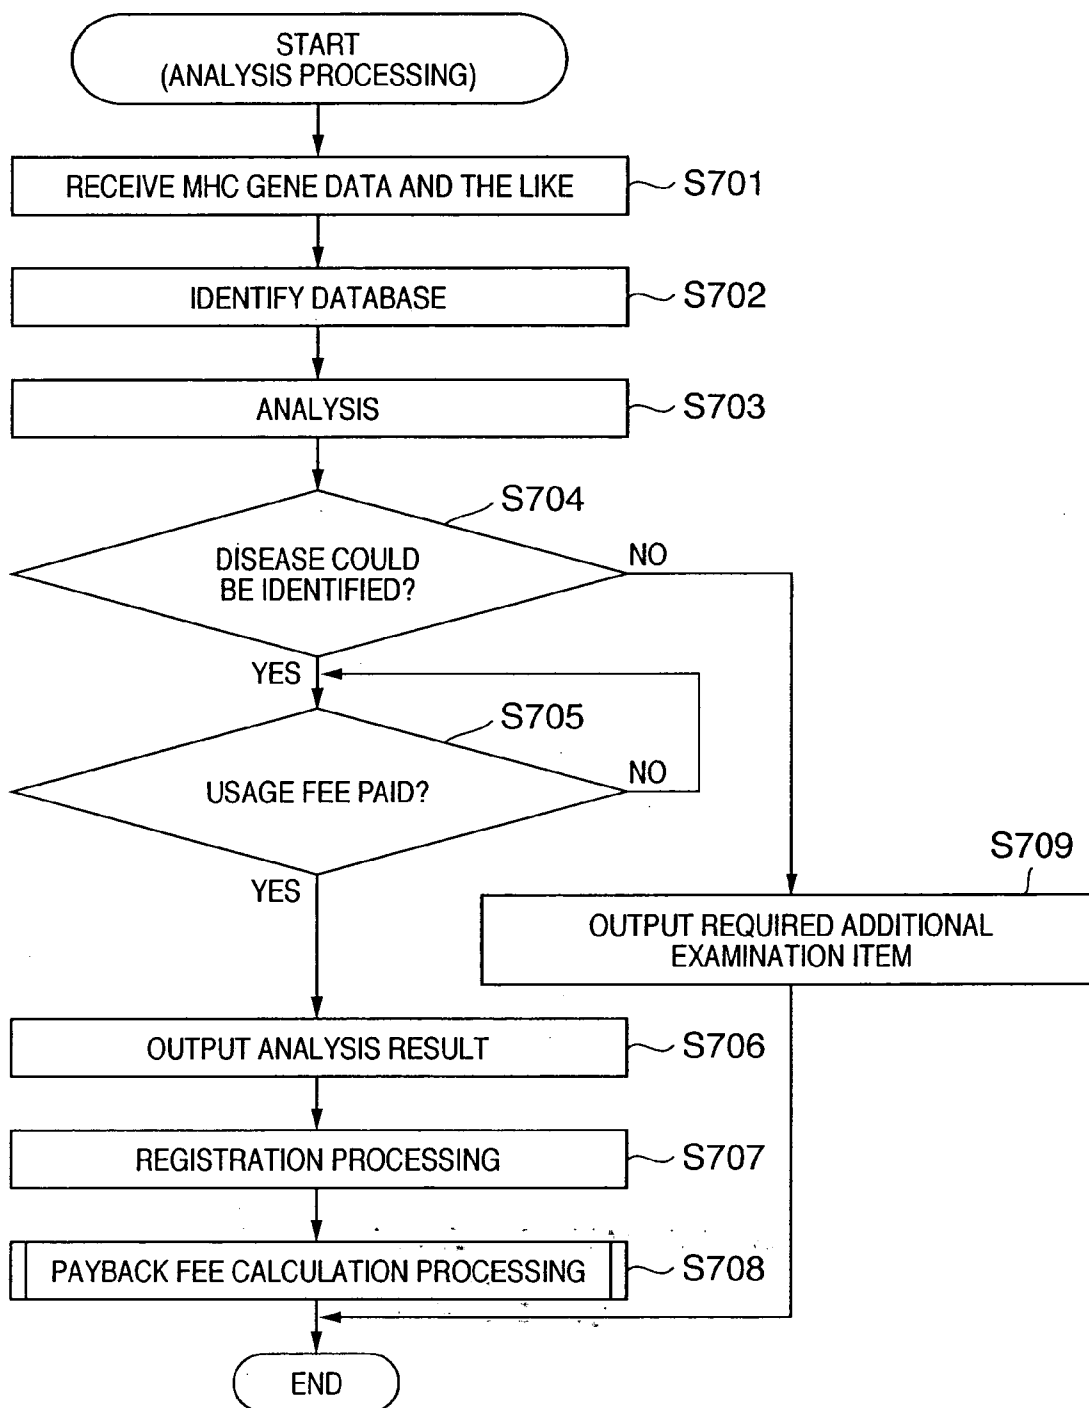 START
(ANALYSIS PROCESSING)
RECEIVE MHC GENE DATA AND THE LIKE
S701
IDENTIFY DATABASE
S702
ANALYSIS
S703
S704
DISEASE COULD
BE IDENTIFIED?
NO
YES
S705
USAGE FEE PAID?
NO
YES
S709
OUTPUT REQUIRED ADDITIONAL
EXAMINATION ITEM
OUTPUT ANALYSIS RESULT
S706
REGISTRATION PROCESSING
S707
PAYBACK FEE CALCULATION PROCESSING
S708
END